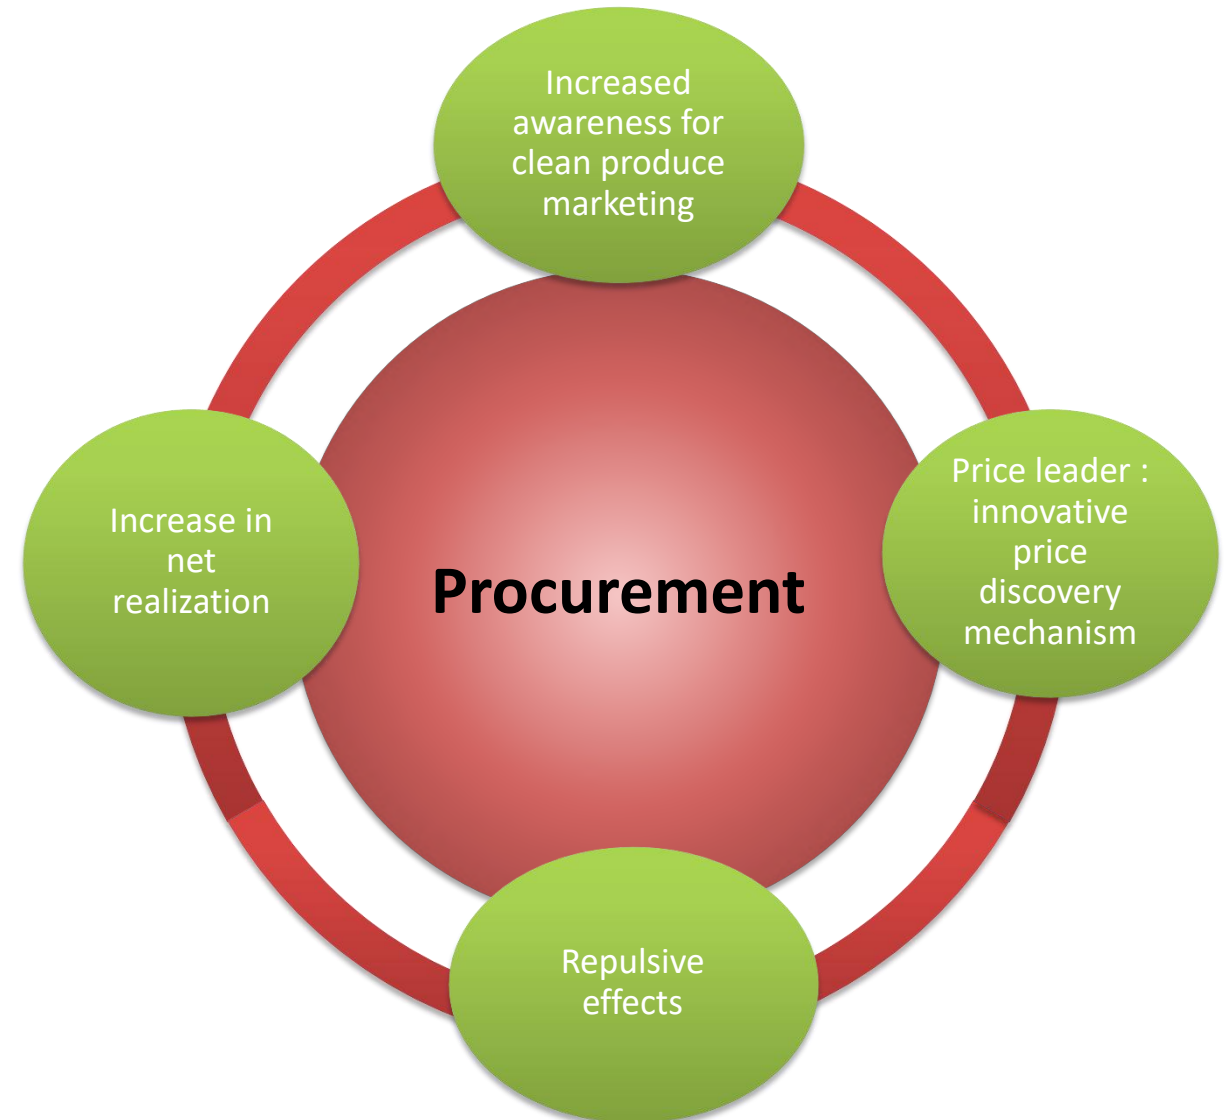 Increased
awareness for
clean produce
marketing
Price leader :
innovative
price
discovery
mechanism
Increase in
net
realization
Procurement
Repulsive
effects